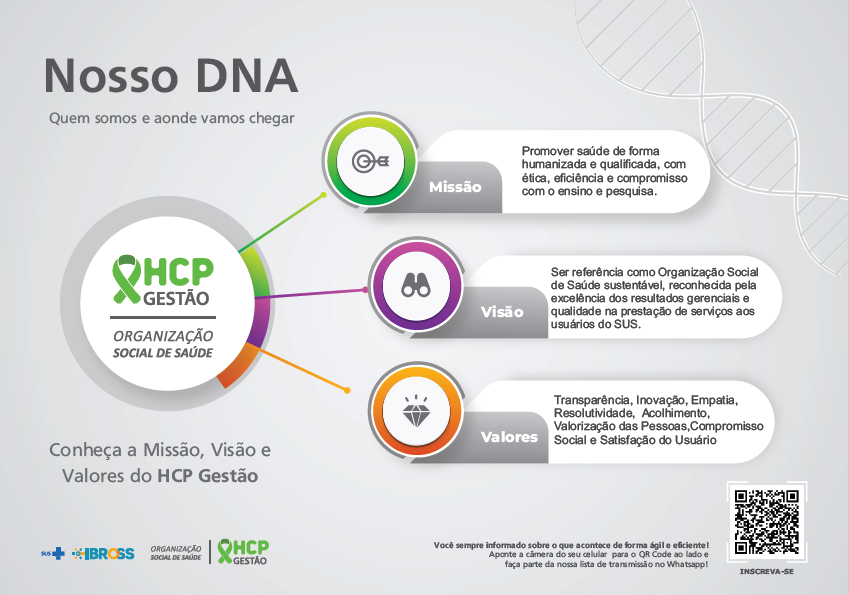 Nosso DNA
Quem somos e aonde vamos chegar
Missão
Promover saúde de forma
humanizada e qualificada, com
ética, eficiência e compromisso
com o ensino e pesquisa.
HCP
GESTÃO
ORGANIZAÇÃO
SOCIAL DE SAÚDE
Visão
Ser referência como Organização Social
de Saúde sustentável, reconhecida pela
excelência dos resultados gerenciais e
qualidade na prestação de serviços aos
usuários do SUS.
Valores
Transparência, Inovação, Empatia,
Resolutividade, Acolhimento,
Valorização das Pessoas,Compromisso
Social e Satisfação do Usuário
Conheça a Missão, Visão e
Valores do HCP Gestão
SUS
IBROSS
ORGANIZAÇÃO
SOCIAL DE SAÚDE
HCP
GESTÃO
Você sempre informado sobre o que acontece de forma ágil e eficiente!
Aponte a câmera do seu celular para o QR Code ao lado e
faça parte da nossa lista de transmissão no Whatsapp!
INSCREVA-SE